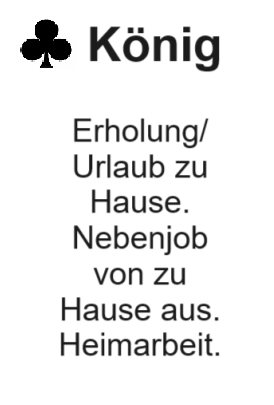 ♣ König
Erholung/
Urlaub zu
Hause.
Nebenjob
von zu
Hause aus.
Heimarbeit.